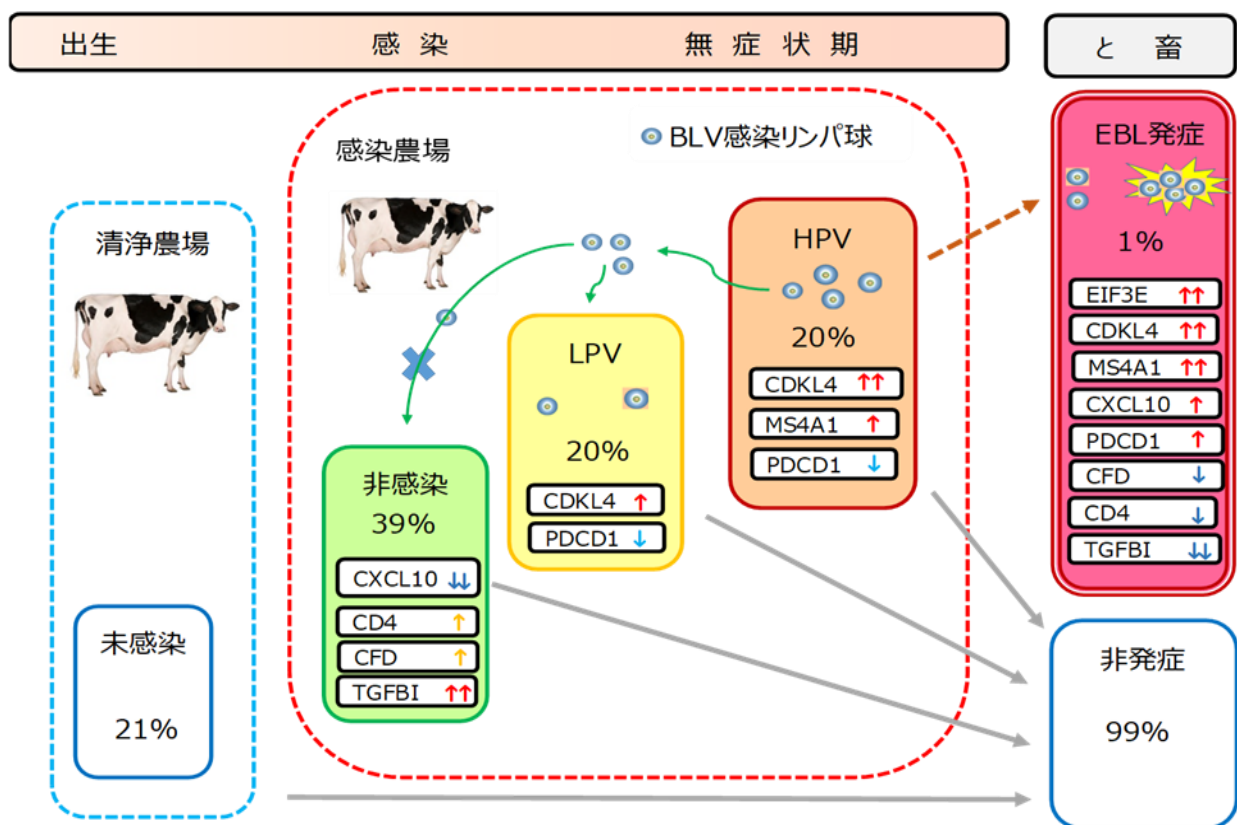 出生 感染 無症状期
と畜
感染農場
BLV感染リンパ球
清浄農場
未感染
21%
非感染
39%
CXCL10 ↓↓
CD4 ↑
CFD ↑
TGFBI ↑↑
LPV
20%
CDKL4 ↑
PDCD1 ↓
HPV
20%
CDKL4 ↑↑
MS4A1 ↑
PDCD1 ↓
EBL発症
1%
EIF3E ↑↑
CDKL4 ↑↑
MS4A1 ↑↑
CXCL10 ↑
PDCD1 ↑
CFD ↓
CD4 ↓
TGFBI ↓↓
非発症
99%